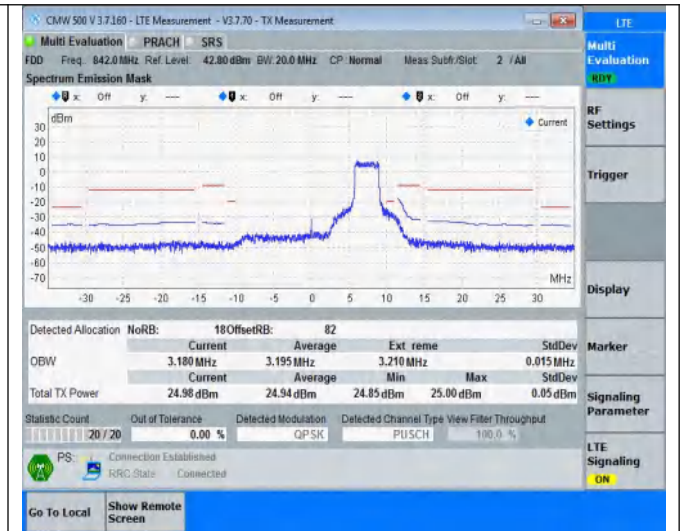 CMW 500 V 3.7.160 - LTE Measurement - V3.7.70 - TX Measurement
LTE
Multi Evaluation PRACH SRS
Multi
Evaluation
RDY
FDD Freq.: 842.0 MHz Ref. Level: 42.80 dBm BW: 20.0 MHz CP: Normal Meas Subfr./Slot: 2 / All
Spectrum Emission Mask
x: Off y: --- x: Off y: --- x: Off y: ---
dBm
Current
30
20
10
0
-10
-20
-30
-40
-50
-60
-70
MHz
-30 -25 -20 -15 -10 -5 0 5 10 15 20 25 30
RF
Settings
Trigger
Display
Marker
Signaling
Parameter
LTE
Signaling
ON
Detected Allocation NoRB: 18 OffsetRB: 82
Current Average Extreme StdDev
OBW 3.180 MHz 3.195 MHz 3.210 MHz 0.015 MHz
Current Average Min Max StdDev
Total TX Power 24.98 dBm 24.94 dBm 24.85 dBm 25.00 dBm 0.05 dBm
Statistic Count Out of Tolerance Detected Modulation Detected Channel Type View Filter Throughput
20 / 20 0.00 % QPSK PUSCH 100.0 %
PS: Connection Established
RRC State Connected
Go To Local Show Remote
Screen